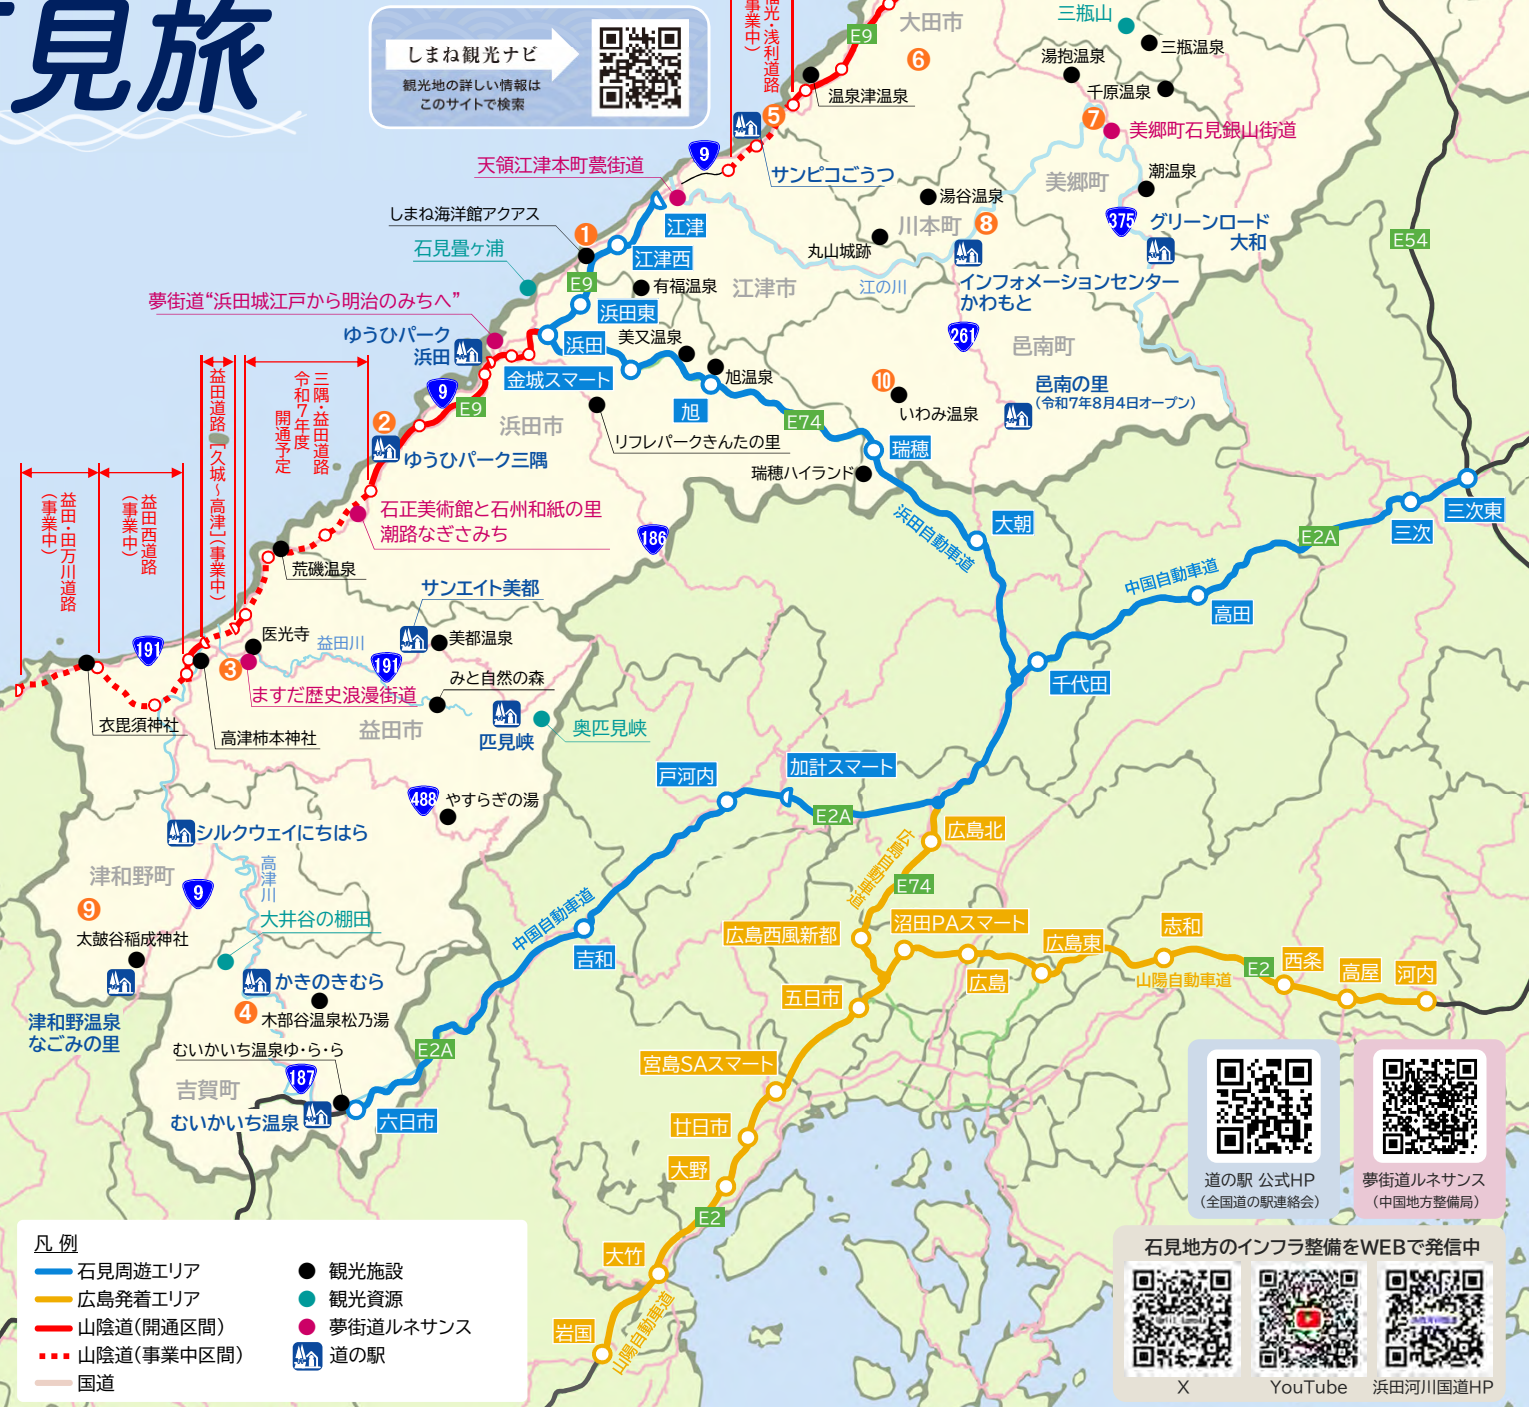 見旅
しまね観光ナビ
観光地の詳しい情報は
このサイトで検索
福光・浅利道路
（事業中）
E9
大田市
6
三瓶山
三瓶温泉
湯抱温泉
千原温泉
温泉津温泉
5
7
美郷町石見銀山街道
9
サンピコごうつ
天領江津本町甍街道
美郷町
潮温泉
湯谷温泉
375
グリーンロード
大和
しまね海洋館アクアス
江津
川本町
8
E54
1
石見畳ヶ浦
江津西
丸山城跡
インフォメーションセンター
かわもと
E9
有福温泉
江津市
江の川
夢街道“浜田城江戸から明治のみちへ”
浜田東
ゆうひパーク
浜田
浜田
美又温泉
261
邑南町
金城スマート
旭温泉
10
いわみ温泉
邑南の里
（令和7年8月4日オープン）
9
E9
旭
E74
益田道路［久城～高津］（事業中）
三隅・益田道路
令和7年度
開通予定
2
浜田市
リフレパークきんたの里
瑞穂
ゆうひパーク三隅
瑞穂ハイランド
益田・田万川道路
（事業中）
益田西道路
（事業中）
石正美術館と石州和紙の里
潮路なぎさみち
浜田自動車道
大朝
三次東
三次
186
E2A
荒磯温泉
中国自動車道
サンエイト美都
高田
医光寺
益田川
美都温泉
191
191
3
ますだ歴史浪漫街道
みと自然の森
千代田
衣毘須神社
高津柿本神社
益田市
匹見峡
奥匹見峡
戸河内
加計スマート
488
やすらぎの湯
E2A
シルクウェイにちはら
広島北
広島自動車道
津和野町
高津川
9
E74
9
大井谷の棚田
中国自動車道
太皷谷稲成神社
吉和
広島西風新都
沼田PAスマート
広島東
志和
E2
西条
高屋
河内
山陽自動車道
広島
かきのきむら
五日市
4
木部谷温泉松乃湯
津和野温泉
なごみの里
むいかいち温泉ゆ・ら・ら
E2A
宮島SAスマート
187
吉賀町
むいかいち温泉
六日市
廿日市
大野
E2
道の駅 公式HP
（全国道の駅連絡会）
夢街道ルネサンス
（中国地方整備局）
大竹
岩国
山陽自動車道
石見地方のインフラ整備をWEBで発信中
X
YouTube
浜田河川国道HP
凡 例
石見周遊エリア
広島発着エリア
山陰道（開通区間）
山陰道（事業中区間）
国道
観光施設
観光資源
夢街道ルネサンス
道の駅